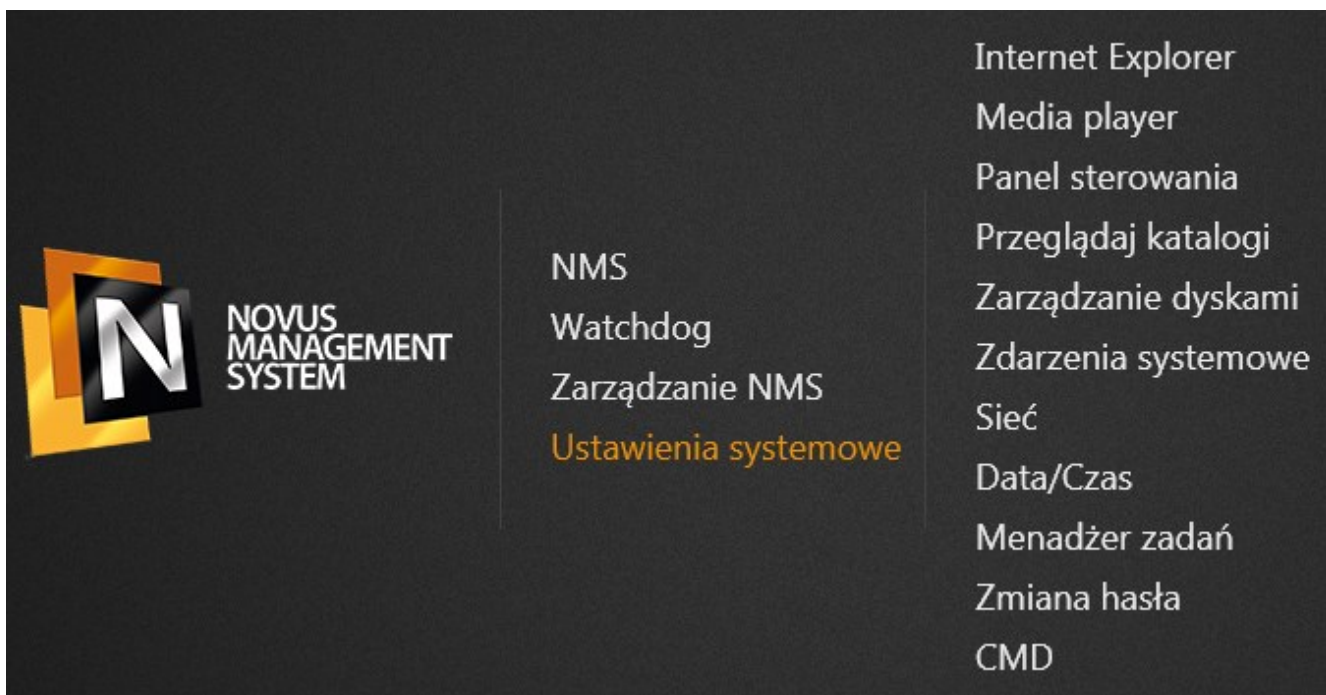 N
NOVUS
MANAGEMENT
SYSTEM
NMS
Watchdog
Zarządzanie NMS
Ustawienia systemowe
Internet Explorer
Media player
Panel sterowania
Przeglądaj katalogi
Zarządzanie dyskami
Zdarzenia systemowe
Sieć
Data/Czas
Menadżer zadań
Zmiana hasła
CMD